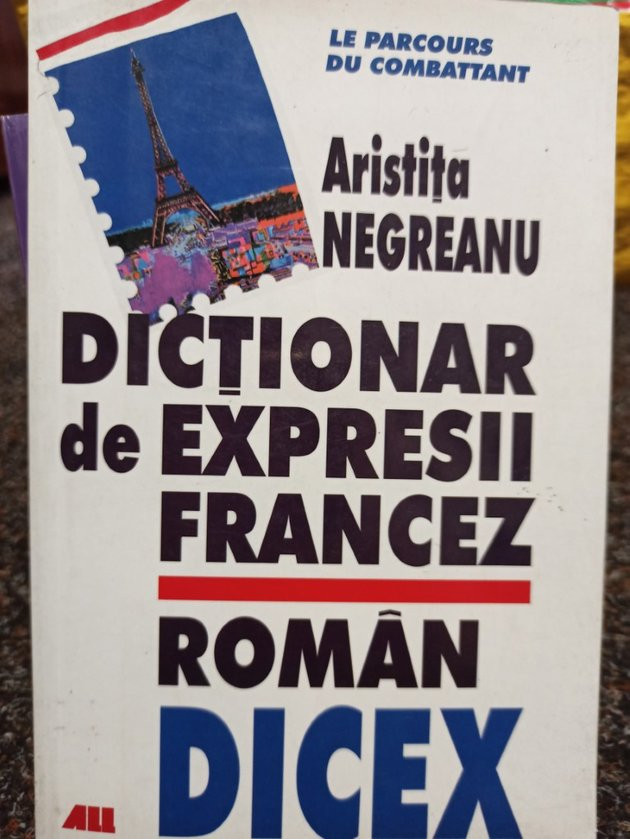 LE PARCOURS
DU COMBATTANT
Aristița
NEGREANU
DICȚIONAR
de EXPRESII
FRANCEZ
ROMÂN
DICEX
ALL